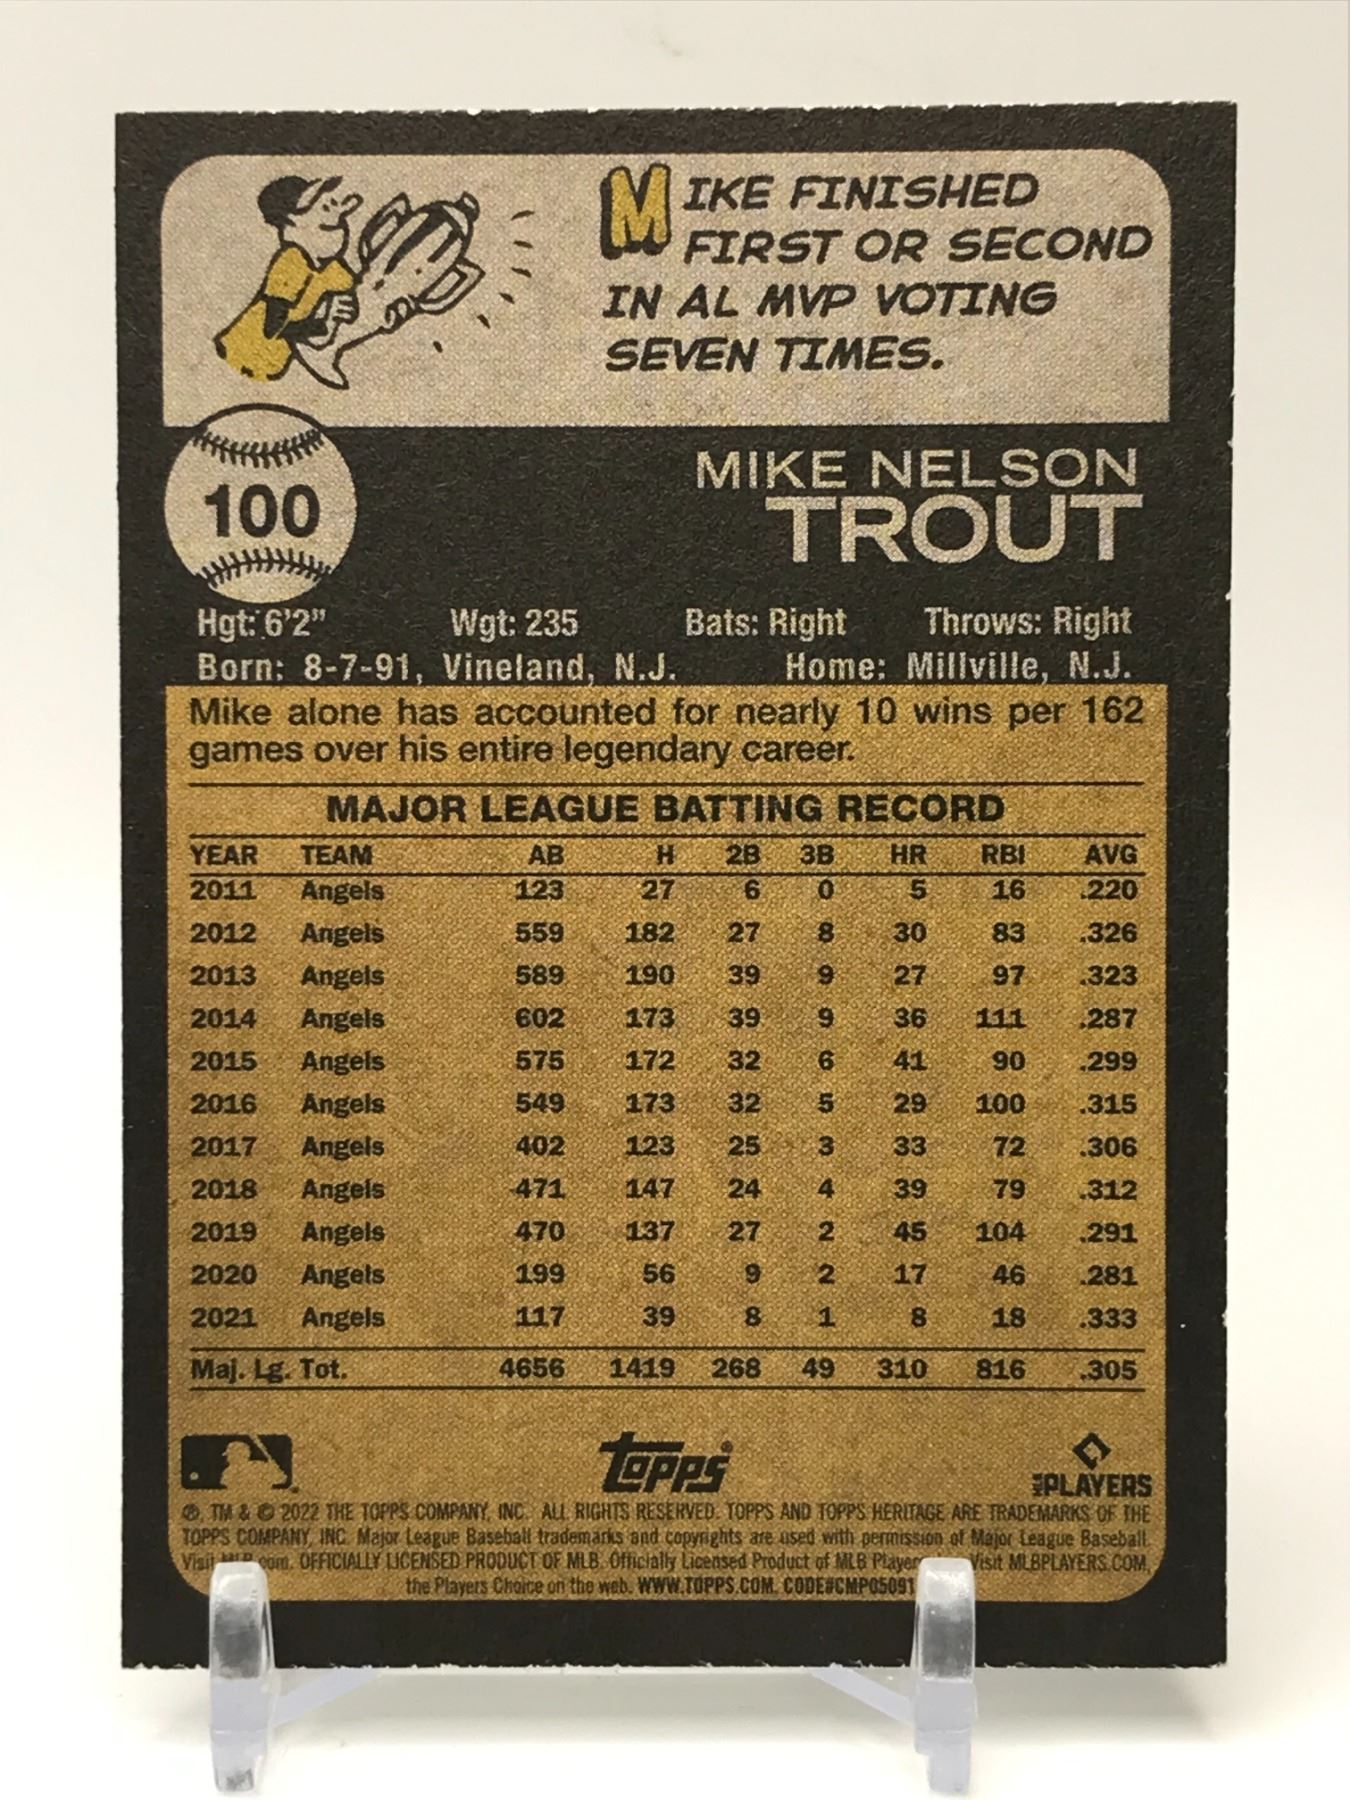 MIKE FINISHED
FIRST OR SECOND
IN AL MVP VOTING
SEVEN TIMES.
100
MIKE NELSON
TROUT
Hgt: 6'2" Wgt: 235 Bats: Right Throws: Right
Born: 8-7-91, Vineland, N.J. Home: Millville, N.J.
Mike alone has accounted for nearly 10 wins per 162
games over his entire legendary career.
MAJOR LEAGUE BATTING RECORD
YEAR TEAM AB H 2B 3B HR RBI AVG
2011 Angels 123 27 6 0 5 16 .220
2012 Angels 559 182 27 8 30 83 .326
2013 Angels 589 190 39 9 27 97 .323
2014 Angels 602 173 39 9 36 111 .287
2015 Angels 575 172 32 6 41 90 .299
2016 Angels 549 173 32 5 29 100 .315
2017 Angels 402 123 25 3 33 72 .306
2018 Angels 471 147 24 4 39 79 .312
2019 Angels 470 137 27 2 45 104 .291
2020 Angels 199 56 9 2 17 46 .281
2021 Angels 117 39 8 1 8 18 .333
Maj. Lg. Tot. 4656 1419 268 49 310 816 .305
topps® PLAYERS
®, TM & © 2022 THE TOPPS COMPANY, INC. ALL RIGHTS RESERVED. TOPPS AND TOPPS HERITAGE ARE TRADEMARKS OF THE
TOPPS COMPANY, INC. Major League Baseball trademarks and copyrights are used with permission of Major League Baseball.
Visit MLB.com. OFFICIALLY LICENSED PRODUCT OF MLB Officially Licensed Product of MLB Visit MLBPLAYERS.COM,
the Players Choice on the web. WWW.TOPPS.COM. CODE#CMP05091